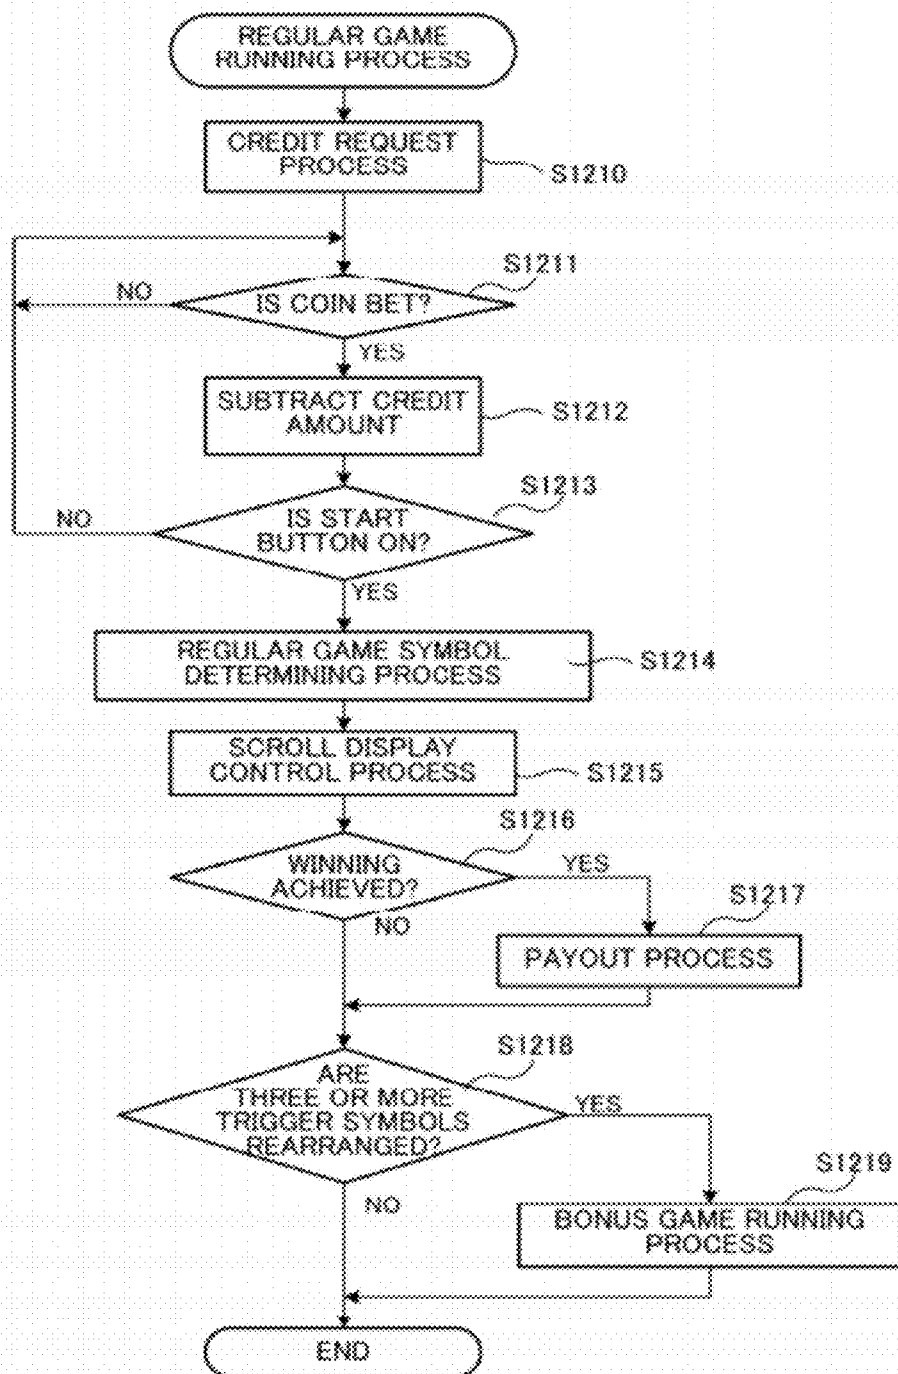 REGULAR GAME
RUNNING PROCESS
CREDIT REQUEST
PROCESS
S1210
S1211
NO
IS COIN BET?
YES
SUBTRACT CREDIT
AMOUNT
S1212
S1213
NO
IS START
BUTTON ON?
YES
REGULAR GAME SYMBOL
DETERMINING PROCESS
S1214
SCROLL DISPLAY
CONTROL PROCESS
S1215
S1216
WINNING
ACHIEVED?
YES
NO
S1217
PAYOUT PROCESS
S1218
ARE
THREE OR MORE
TRIGGER SYMBOLS
REARRANGED?
YES
NO
S1219
BONUS GAME RUNNING
PROCESS
END